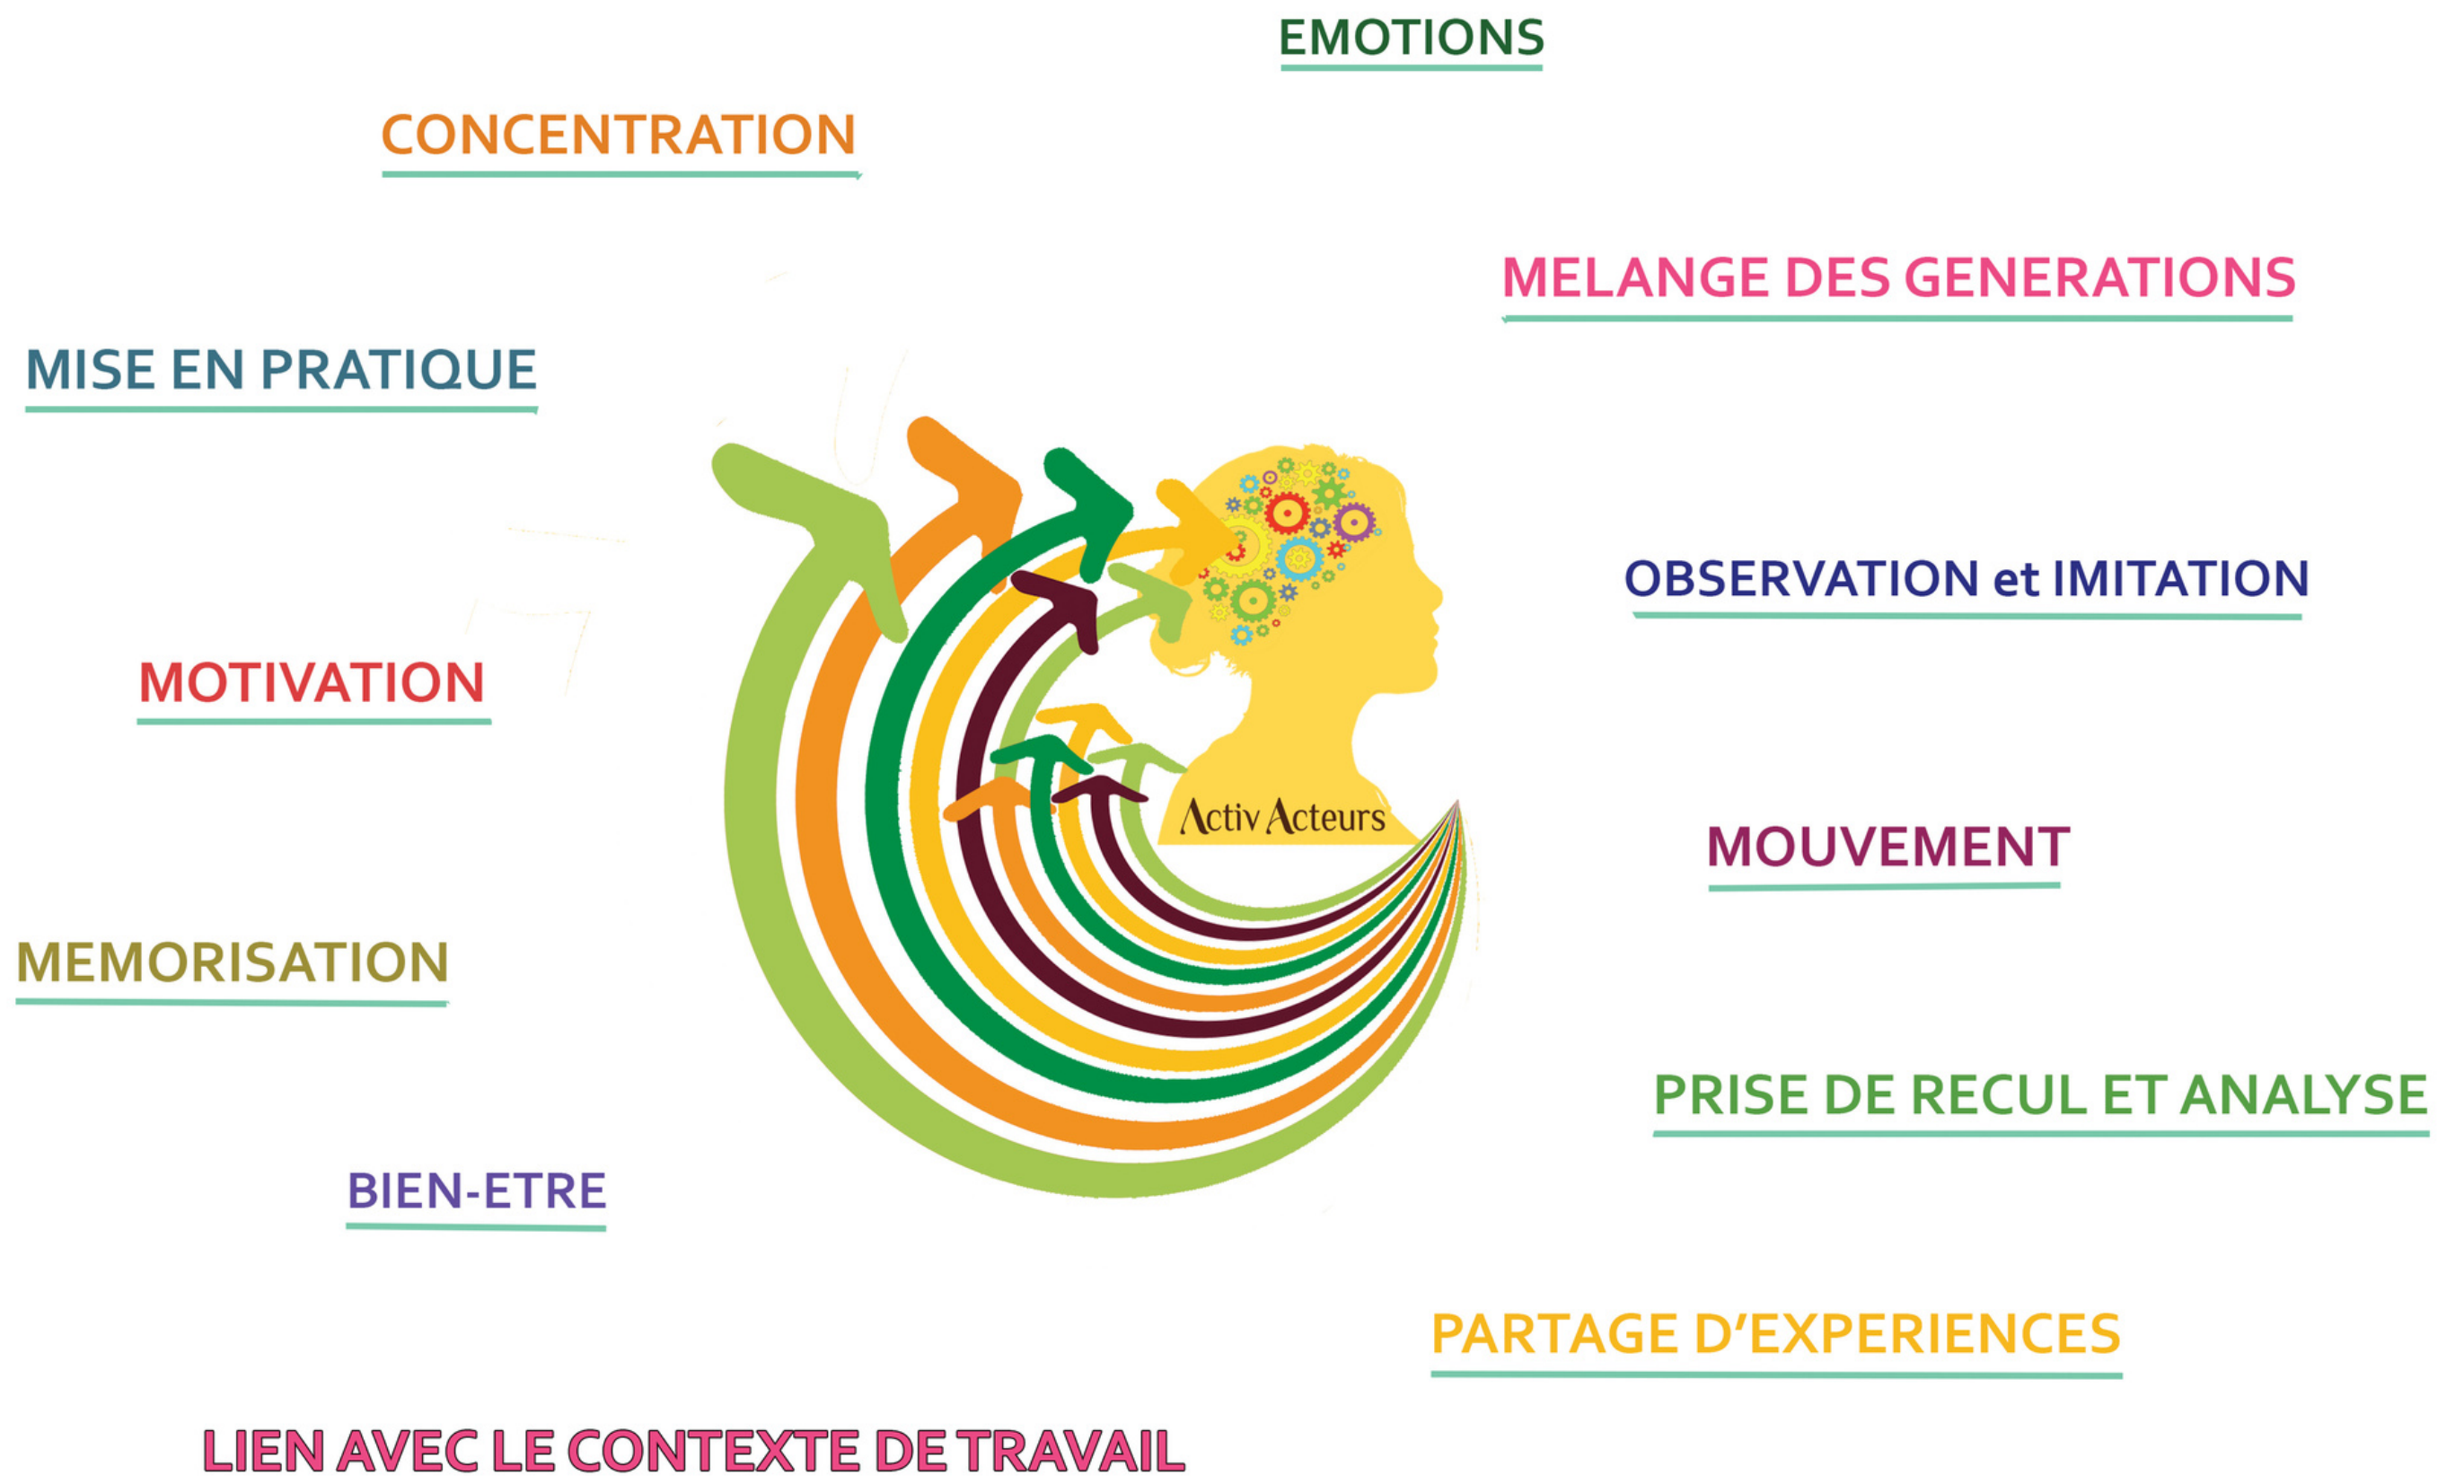 EMOTIONS
CONCENTRATION
MELANGE DES GENERATIONS
MISE EN PRATIQUE
OBSERVATION et IMITATION
MOTIVATION
Activ Acteurs
MOUVEMENT
MEMORISATION
PRISE DE RECUL ET ANALYSE
BIEN-ETRE
PARTAGE D'EXPERIENCES
LIEN AVEC LE CONTEXTE DE TRAVAIL